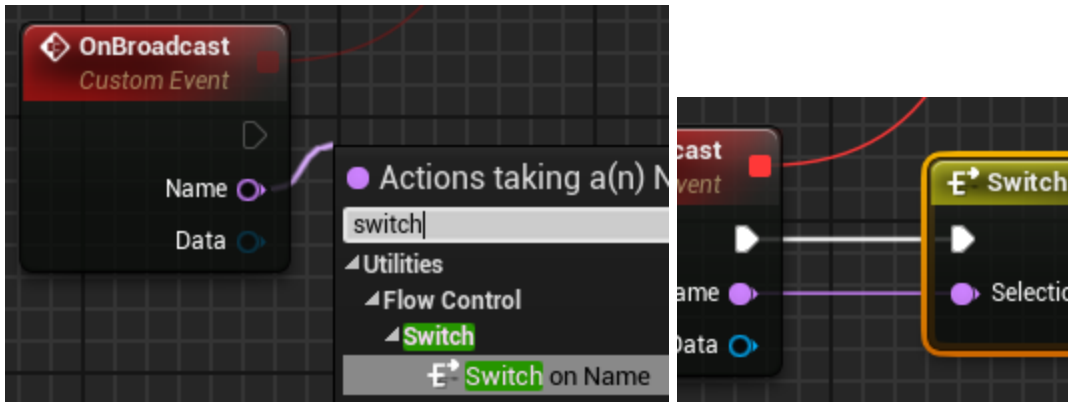 OnBroadcast
Custom Event
Name
Data
Actions taking a(n) N
switch
Utilities
Flow Control
Switch
Switch on Name
cast
vent
ame
Data
Switch
Selectio